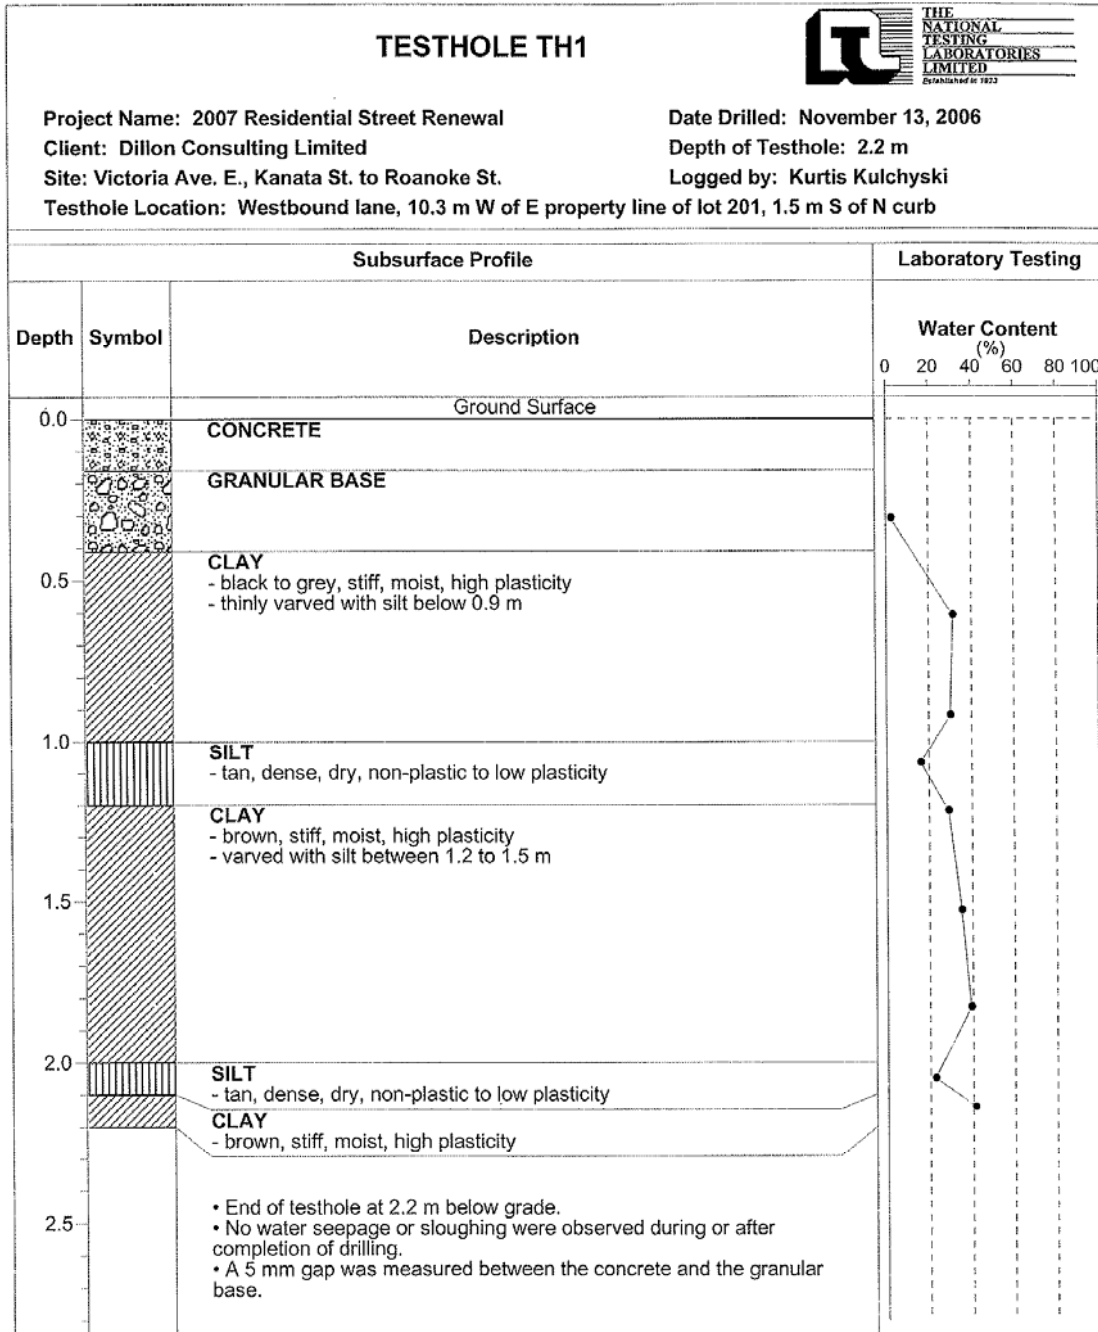 TESTHOLE TH1
THE
NATIONAL
TESTING
LABORATORIES
LIMITED
Established in 1923
Project Name: 2007 Residential Street Renewal
Date Drilled: November 13, 2006
Client: Dillon Consulting Limited
Depth of Testhole: 2.2 m
Site: Victoria Ave. E., Kanata St. to Roanoke St.
Logged by: Kurtis Kulchyski
Testhole Location: Westbound lane, 10.3 m W of E property line of lot 201, 1.5 m S of N curb
Subsurface Profile
Laboratory Testing
Depth
Symbol
Description
Water Content
(%)
0 20 40 60 80 100
Ground Surface
0.0
CONCRETE
GRANULAR BASE
CLAY
0.5
- black to grey, stiff, moist, high plasticity
- thinly varved with silt below 0.9 m
1.0
SILT
- tan, dense, dry, non-plastic to low plasticity
CLAY
- brown, stiff, moist, high plasticity
- varved with silt between 1.2 to 1.5 m
1.5
2.0
SILT
- tan, dense, dry, non-plastic to low plasticity
CLAY
- brown, stiff, moist, high plasticity
• End of testhole at 2.2 m below grade.
2.5
• No water seepage or sloughing were observed during or after
completion of drilling.
• A 5 mm gap was measured between the concrete and the granular
base.